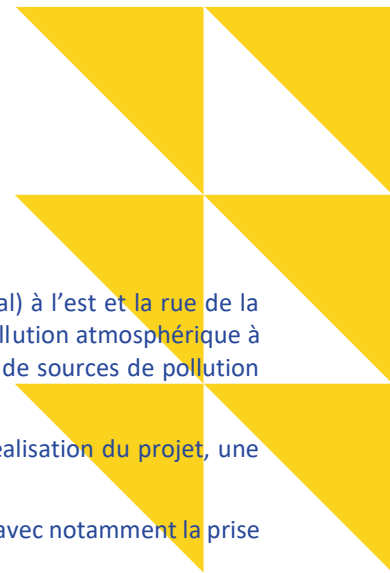 al) à l’est et la rue de la
llution atmosphérique à
de sources de pollution
éalisation du projet, une
avec notamment la prise